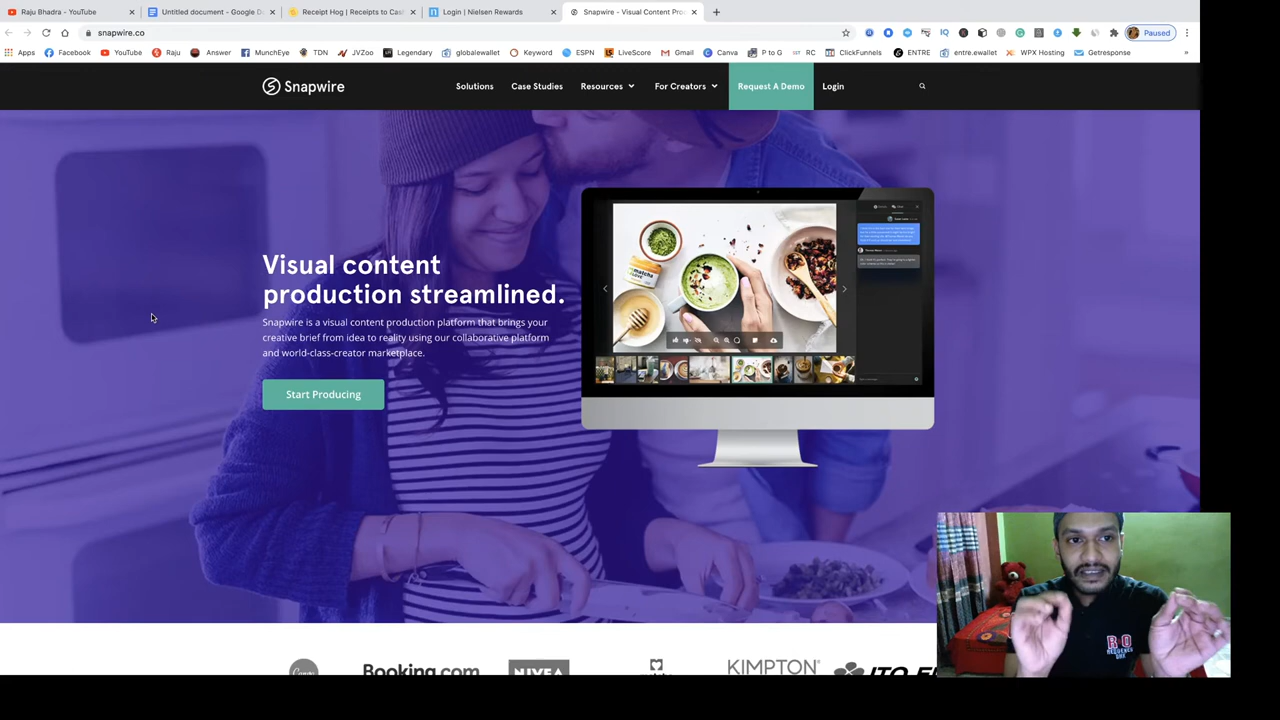 Raju Bhadra - YouTube
Untitled document - Google D
Receipt Hog | Receipts to Cas
Login | Nielsen Rewards
Snapwire - Visual Content Pro
snapwire.co
Paused
Apps
Facebook
YouTube
Raju
Answer
MunchEye
TDN
JVZoo
Legendary
globalewallet
Keyword
ESPN
LiveScore
Gmail
Canva
P to G
RC
ClickFunnels
ENTRE
entre.ewallet
WPX Hosting
Getresponse
Snapwire
Solutions
Case Studies
Resources
For Creators
Request A Demo
Login
Visual content
production streamlined.
Snapwire is a visual content production platform that brings your
creative brief from idea to reality using our collaborative platform
and world-class-creator marketplace.
Start Producing
matcha
LOVE
Booking.com
NIVEA
KIMPTON